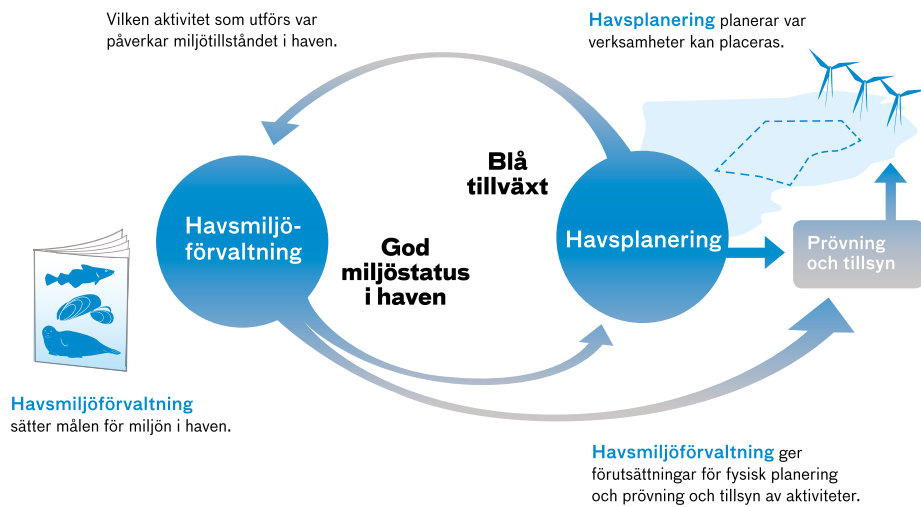 Vilken aktivitet som utförs var
påverkar miljötillståndet i haven.
Havsplanering planerar var
verksamheter kan placeras.
Blå
tillväxt
Havsmiljö-
förvaltning
God
miljöstatus
i haven
Havsplanering
Prövning
och tillsyn
Havsmiljöförvaltning
sätter målen för miljön i haven.
Havsmiljöförvaltning ger
förutsättningar för fysisk planering
och prövning och tillsyn av aktiviteter.